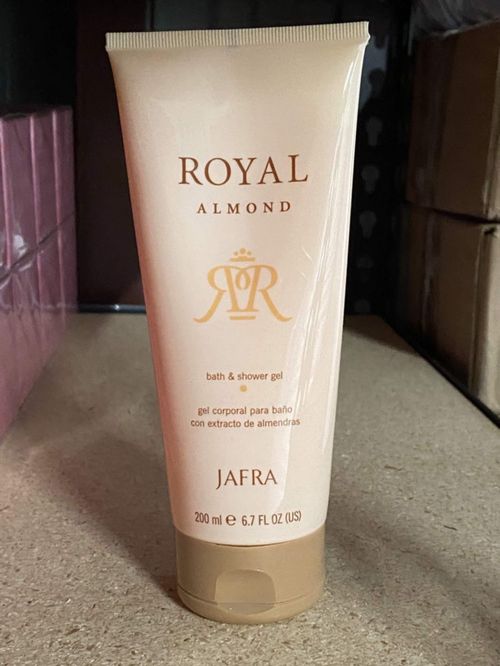 ROYAL
ALMOND
RR
bath & shower gel
gel corporal para baño
con extracto de almendras
JAFRA
200 ml e 6.7 FL OZ (US)